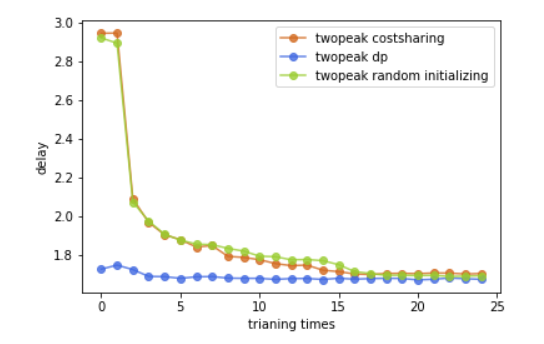 3.0
2.8
2.6
2.4
2.2
2.0
1.8
delay
twopeak costsharing
twopeak dp
twopeak random initializing
0
5
10
15
20
25
trianing times